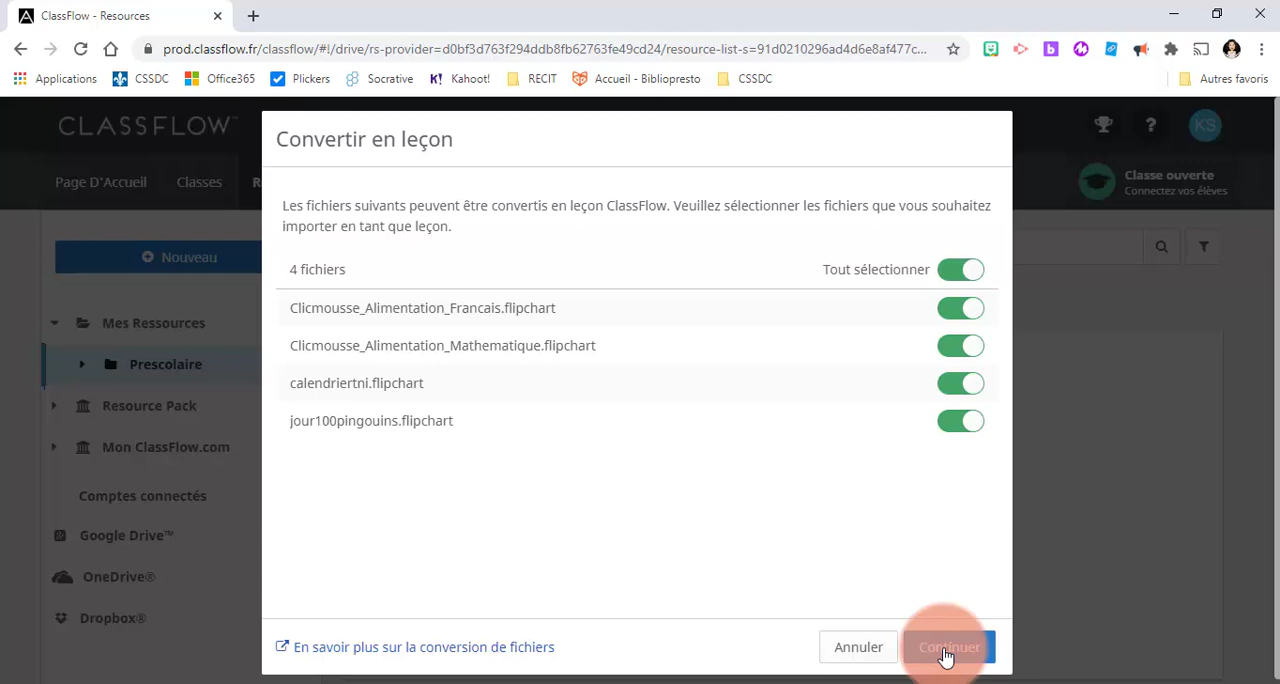 ClassFlow - Resources
prod.classflow.fr/classflow/#!/drive/rs-provider=d0bf3d763f294ddb8fb62763fe49cd24/resource-list-s=91d0210296ad4d6e8af477c...
Applications CSSDC Office365 Plickers Socrative K! Kahoot! RECIT Accueil - Bibliopresto CSSDC Autres favoris
CLASSFLOW
KS
Page D'Accueil Classes R
Classe ouverte
Connectez vos élèves
Convertir en leçon
Les fichiers suivants peuvent être convertis en leçon ClassFlow. Veuillez sélectionner les fichiers que vous souhaitez
importer en tant que leçon.
Nouveau
4 fichiers Tout sélectionner
Clicmousse_Alimentation_Francais.flipchart
Clicmousse_Alimentation_Mathematique.flipchart
calendriertni.flipchart
jour100pingouins.flipchart
Mes Ressources
Prescolaire
Resource Pack
Mon ClassFlow.com
Comptes connectés
Google Drive™
OneDrive®
Dropbox®
En savoir plus sur la conversion de fichiers
Annuler Continuer